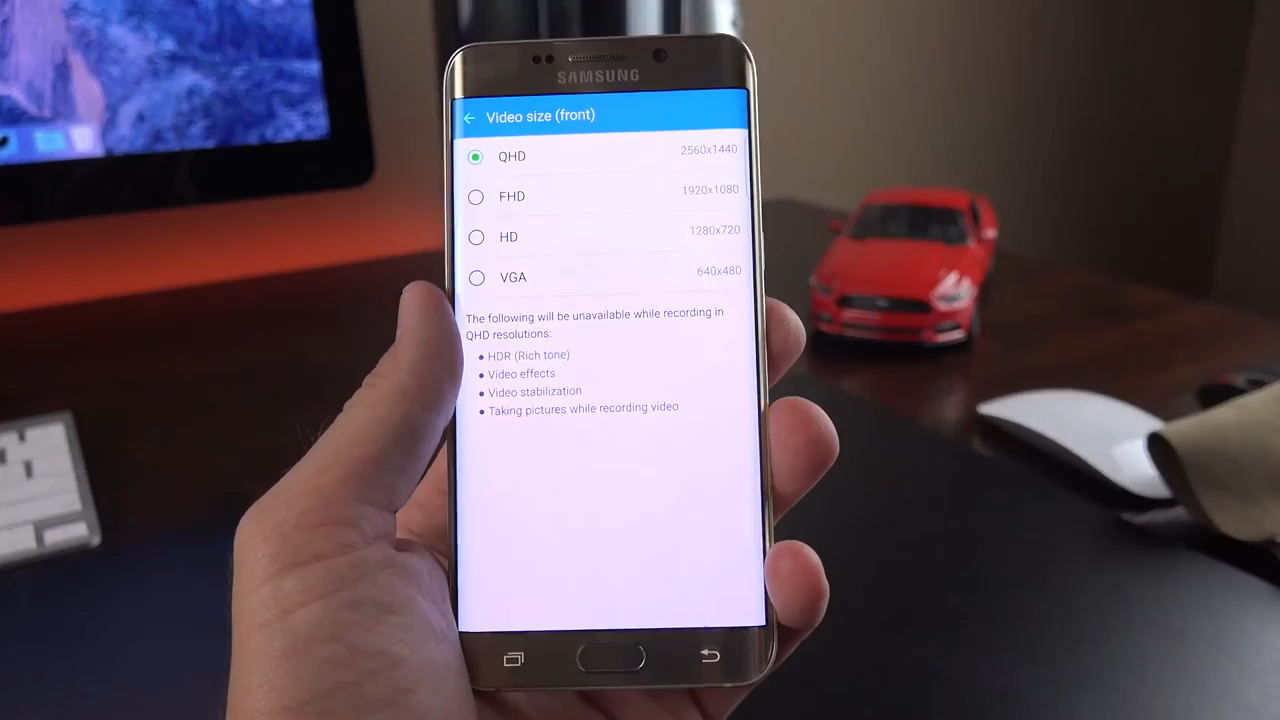 SAMSUNG
← Video size (front)
QHD 2560x1440
FHD 1920x1080
HD 1280x720
VGA 640x480
The following will be unavailable while recording in
QHD resolutions:
• HDR (Rich tone)
• Video effects
• Video stabilization
• Taking pictures while recording video